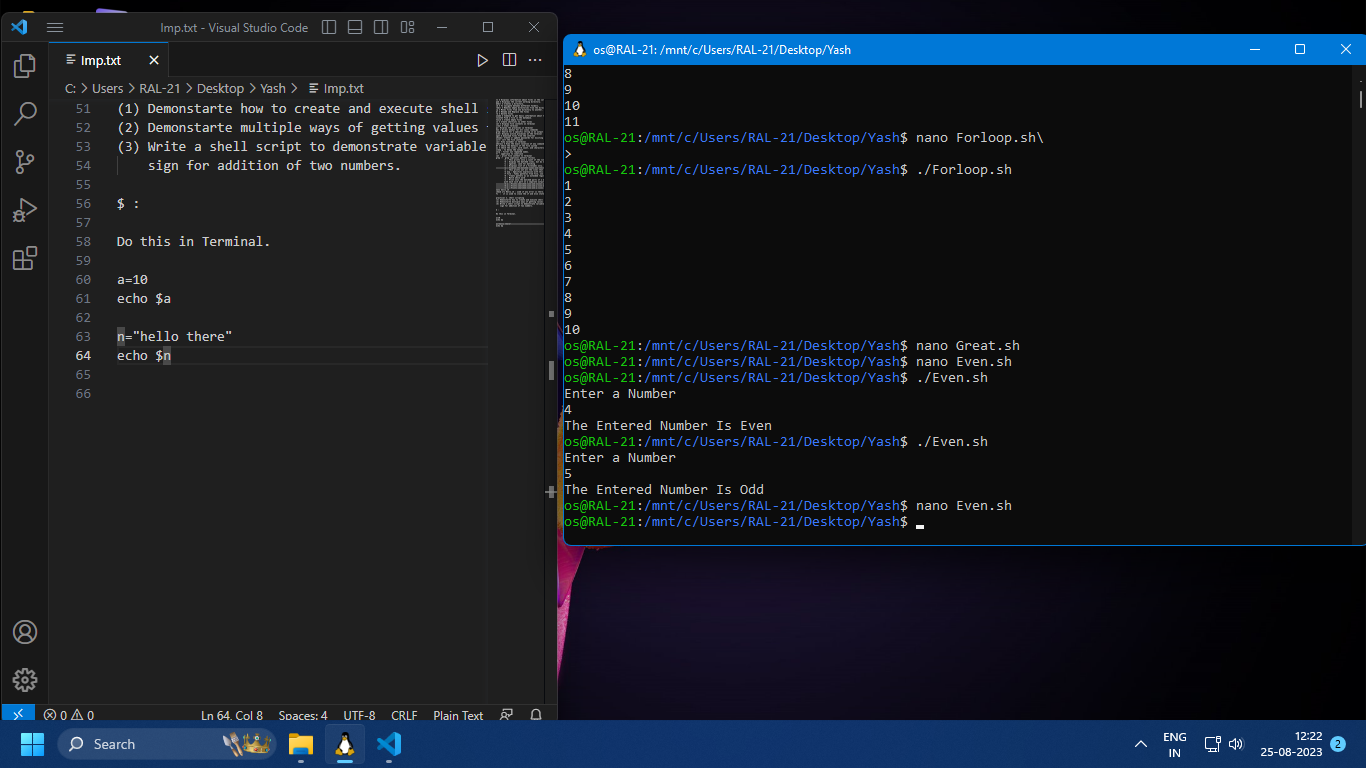 Imp.txt - Visual Studio Code
Imp.txt
C: > Users > RAL-21 > Desktop > Yash > Imp.txt
51 (1) Demonstarte how to create and execute shell
52 (2) Demonstarte multiple ways of getting values
53 (3) Write a shell script to demonstrate variable
54 sign for addition of two numbers.
55
56 $ :
57
58 Do this in Terminal.
59
60 a=10
61 echo $a
62
63 n="hello there"
64 echo $n
65
66
0 0 Ln 64, Col 8 Spaces: 4 UTF-8 CRLF Plain Text
os@RAL-21: /mnt/c/Users/RAL-21/Desktop/Yash
8
9
10
11
os@RAL-21:/mnt/c/Users/RAL-21/Desktop/Yash$ nano Forloop.sh\
>
os@RAL-21:/mnt/c/Users/RAL-21/Desktop/Yash$ ./Forloop.sh
1
2
3
4
5
6
7
8
9
10
os@RAL-21:/mnt/c/Users/RAL-21/Desktop/Yash$ nano Great.sh
os@RAL-21:/mnt/c/Users/RAL-21/Desktop/Yash$ nano Even.sh
os@RAL-21:/mnt/c/Users/RAL-21/Desktop/Yash$ ./Even.sh
Enter a Number
4
The Entered Number Is Even
os@RAL-21:/mnt/c/Users/RAL-21/Desktop/Yash$ ./Even.sh
Enter a Number
5
The Entered Number Is Odd
os@RAL-21:/mnt/c/Users/RAL-21/Desktop/Yash$ nano Even.sh
os@RAL-21:/mnt/c/Users/RAL-21/Desktop/Yash$
Search
ENG
IN
12:22
25-08-2023
2